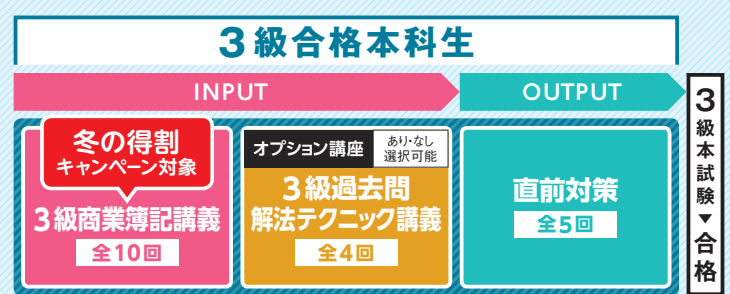 3級合格本科生
INPUT
OUTPUT
冬の得割
キャンペーン対象
3級商業簿記講義
全10回
オプション講座
あり・なし
選択可能
3級過去問
解法テクニック講義
全4回
直前対策
全5回
3級本試験▼合格